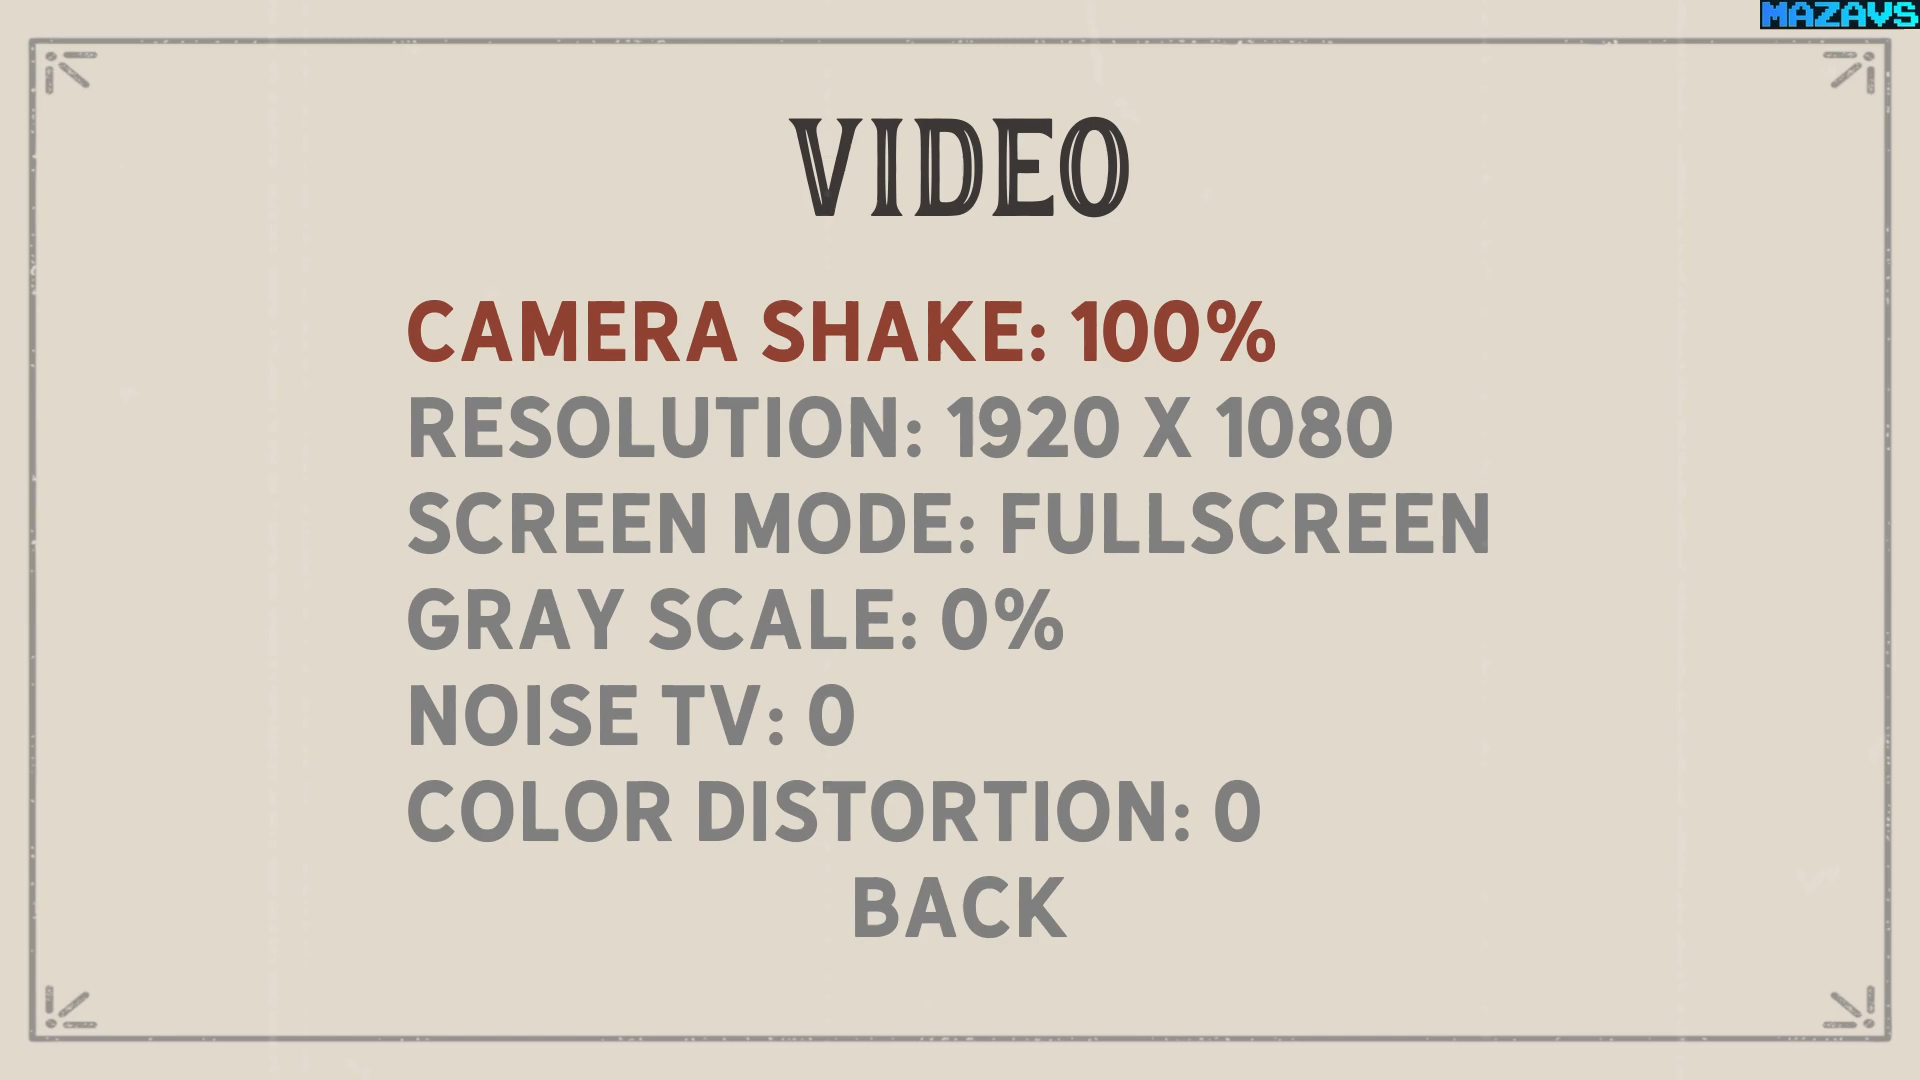 MAZAVS
VIDEO
CAMERA SHAKE: 100%
RESOLUTION: 1920 X 1080
SCREEN MODE: FULLSCREEN
GRAY SCALE: 0%
NOISE TV: 0
COLOR DISTORTION: 0
BACK